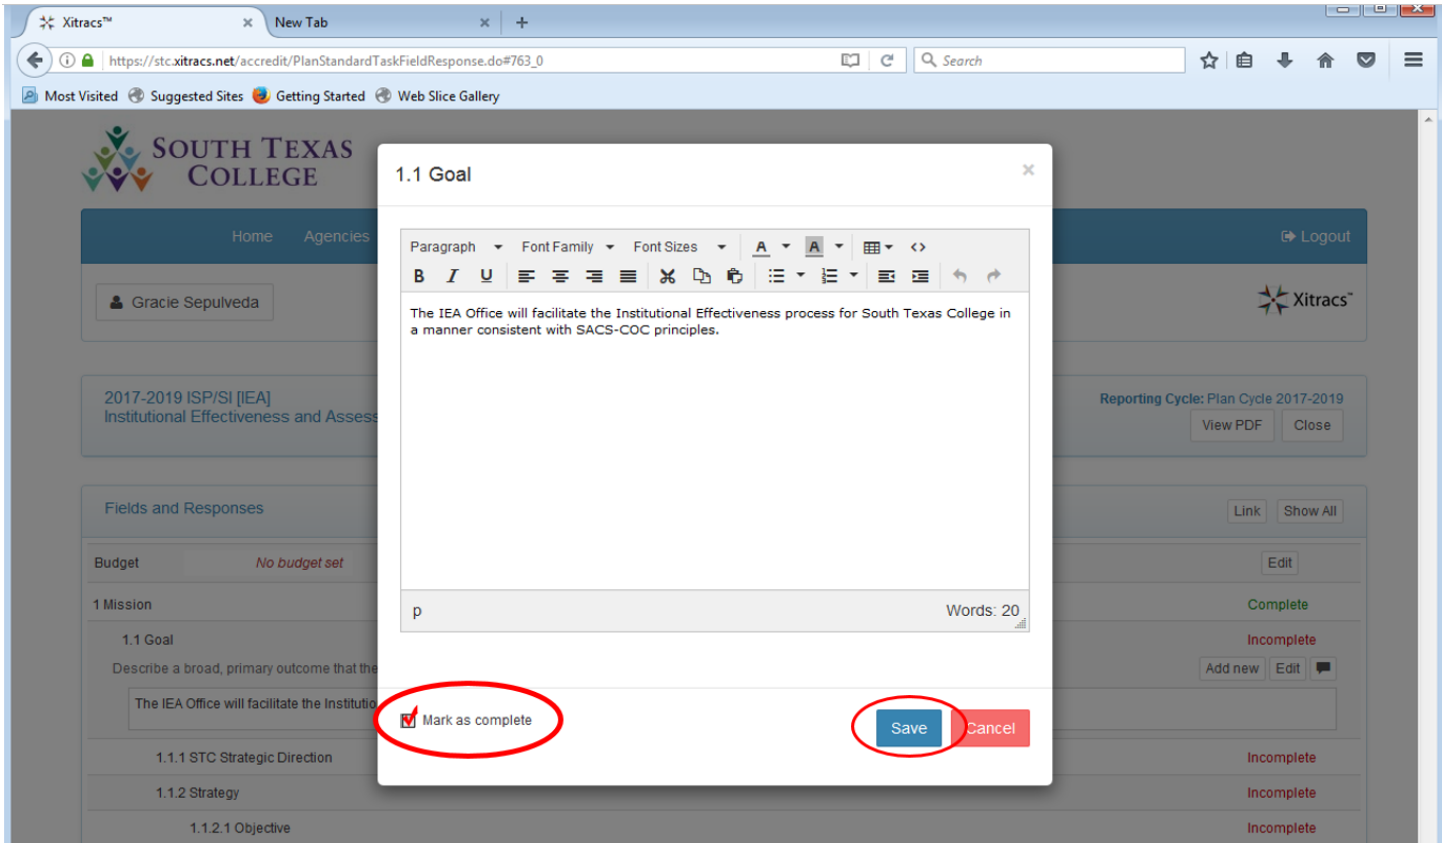 Xitracs™
New Tab
https://stc.xitracs.net/accredit/PlanStandardTaskFieldResponse.do#763_0
Search
Most Visited Suggested Sites Getting Started Web Slice Gallery
SOUTH TEXAS
COLLEGE
Home Agencies
Logout
Gracie Sepulveda
Xitracs™
2017-2019 ISP/SI [IEA]
Institutional Effectiveness and Assess
Reporting Cycle: Plan Cycle 2017-2019
View PDF Close
Fields and Responses
Link Show All
Budget No budget set Edit
1 Mission Complete
1.1 Goal Incomplete
Describe a broad, primary outcome that the
Add new Edit
The IEA Office will facilitate the Institutio
1.1.1 STC Strategic Direction Incomplete
1.1.2 Strategy Incomplete
1.1.2.1 Objective Incomplete
1.1 Goal
×
Paragraph Font Family Font Sizes A A <>
B I U
The IEA Office will facilitate the Institutional Effectiveness process for South Texas College in
a manner consistent with SACS-COC principles.
p Words: 20
Mark as complete
Save Cancel